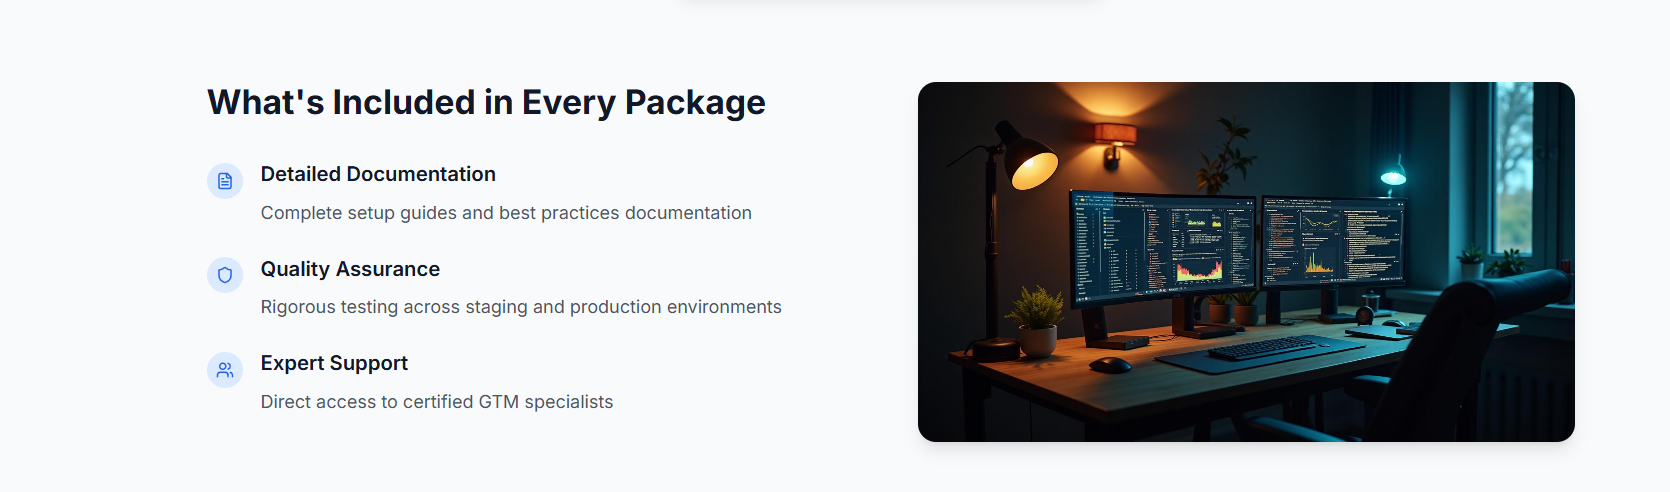 What's Included in Every Package
Detailed Documentation
Complete setup guides and best practices documentation
Quality Assurance
Rigorous testing across staging and production environments
Expert Support
Direct access to certified GTM specialists